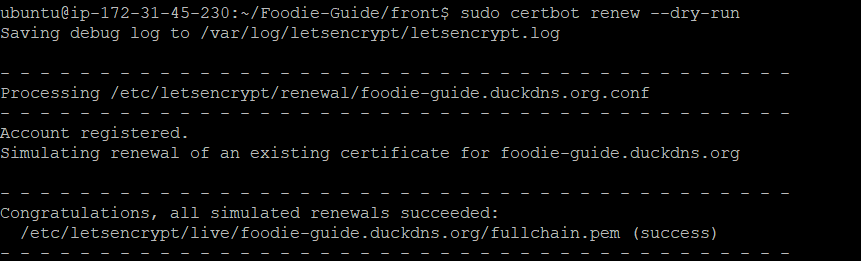 ubuntu@ip-172-31-45-230:~/Foodie-Guide/front$ sudo certbot renew --dry-run
Saving debug log to /var/log/letsencrypt/letsencrypt.log
- - - - - - - - - - - - - - - - - - - - - - - - - - - - - - - - - - - - - - - -
Processing /etc/letsencrypt/renewal/foodie-guide.duckdns.org.conf
- - - - - - - - - - - - - - - - - - - - - - - - - - - - - - - - - - - - - - - -
Account registered.
Simulating renewal of an existing certificate for foodie-guide.duckdns.org
- - - - - - - - - - - - - - - - - - - - - - - - - - - - - - - - - - - - - - - -
Congratulations, all simulated renewals succeeded:
  /etc/letsencrypt/live/foodie-guide.duckdns.org/fullchain.pem (success)
- - - - - - - - - - - - - - - - - - - - - - - - - - - - - - - - - - - - - - - -